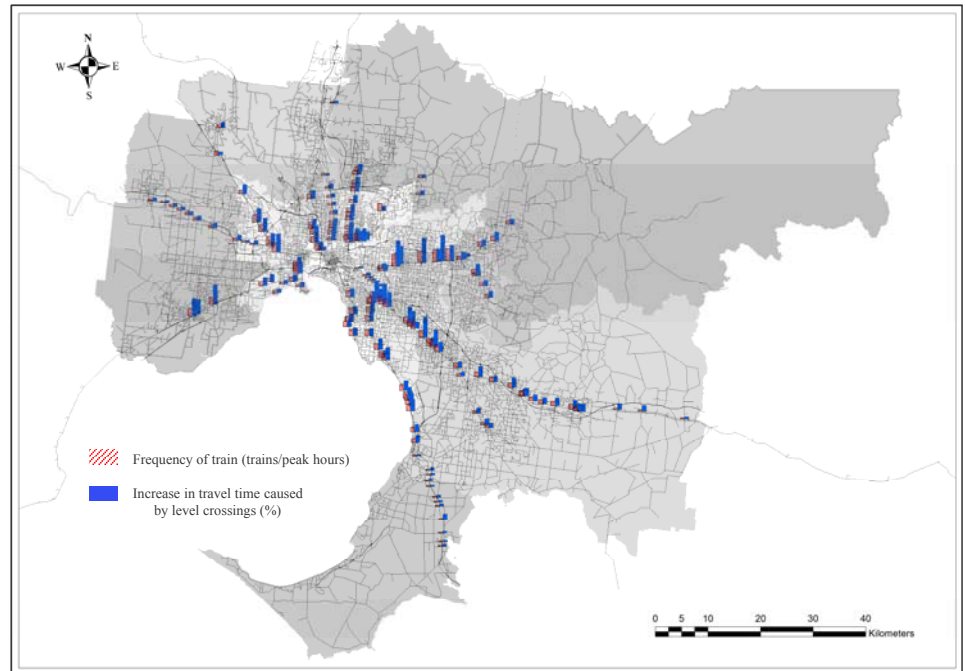 N
W E
S
Frequency of train (trains/peak hours)
Increase in travel time caused
by level crossings (%)
0 5 10 20 30 40
Kilometers